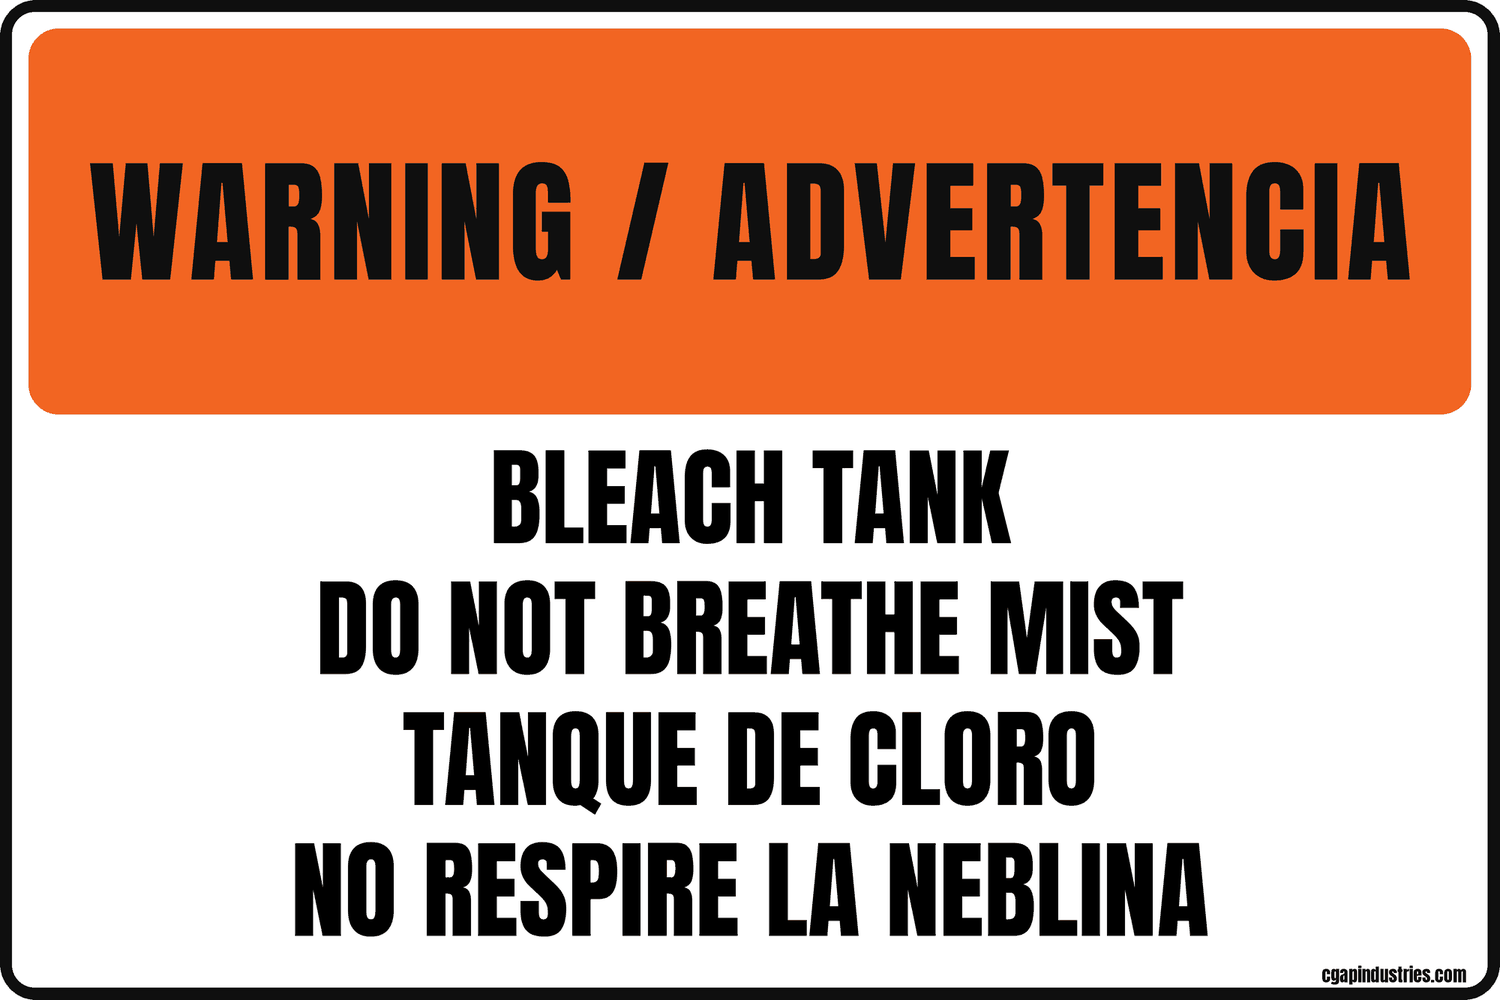 WARNING / ADVERTENCIA
BLEACH TANK
DO NOT BREATHE MIST
TANQUE DE CLORO
NO RESPIRE LA NEBLINA
cgapindustries.com